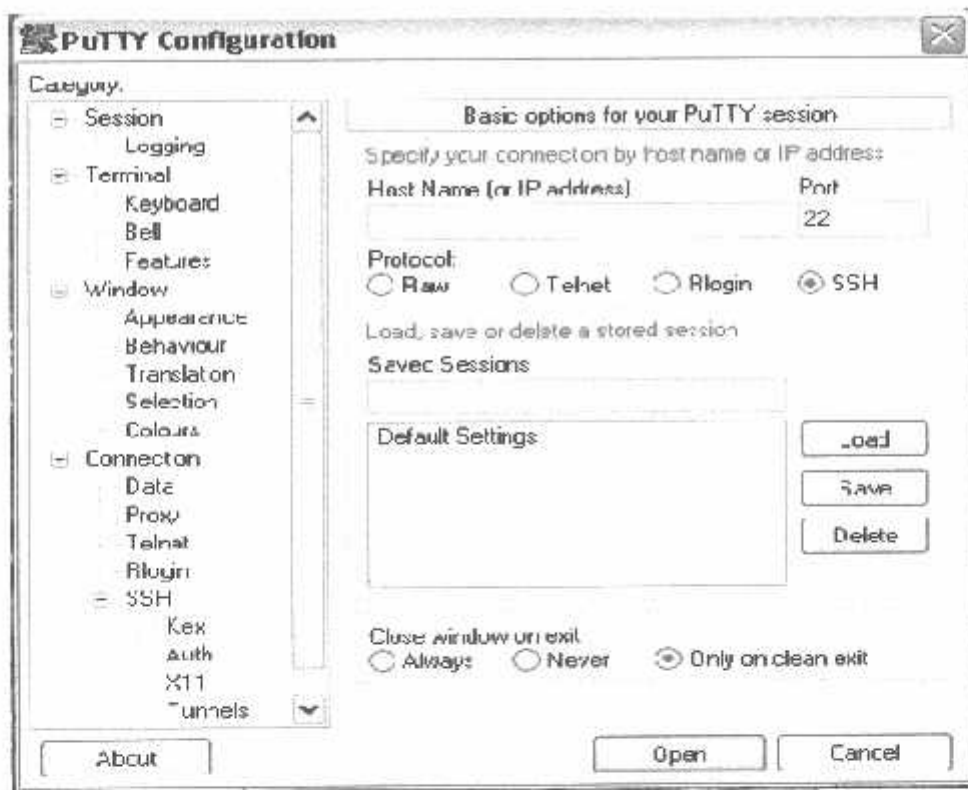 PuTTY Configuration
Category:
Session
Logging
Terminal
Keyboard
Bell
Features
Window
Appearance
Behaviour
Translation
Selection
Colours
Connection
Data
Proxy
Telnet
Rlogin
SSH
Kex
Auth
X11
Tunnels
Basic options for your PuTTY session
Specify your connection by host name or IP address
Host Name (or IP address) Port
22
Protocol:
Raw Telnet Rlogin SSH
Load, save or delete a stored session
Saved Sessions
Default Settings
Load
Save
Delete
Close window on exit
Always Never Only on clean exit
About Open Cancel